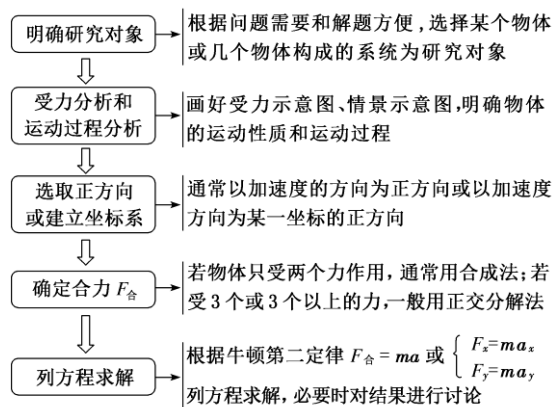 明确研究对象
根据问题需要和解题方便，选择某个物体
或几个物体构成的系统为研究对象
受力分析和
运动过程分析
画好受力示意图、情景示意图，明确物体
的运动性质和运动过程
选取正方向
或建立坐标系
通常以加速度的方向为正方向或以加速度
方向为某一坐标的正方向
确定合力 F合
若物体只受两个力作用，通常用合成法；若
受 3 个或 3 个以上的力，一般用正交分解法
列方程求解
根据牛顿第二定律 F合 = ma 或 { Fx=max
Fy=may
列方程求解，必要时对结果进行讨论